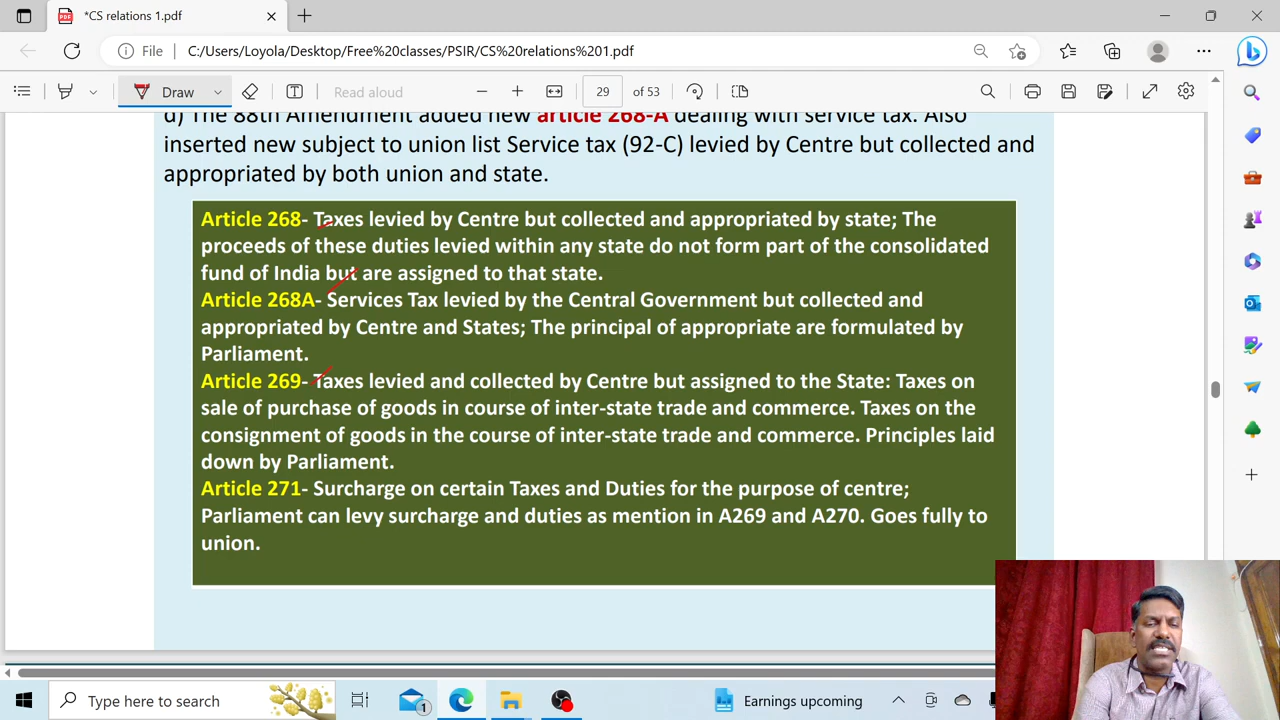 *CS relations 1.pdf
File C:/Users/Loyola/Desktop/Free%20classes/PSIR/CS%20relations%201.pdf
Draw Read aloud 29 of 53
d) The 88th Amendment added new article 268-A dealing with service tax. Also
inserted new subject to union list Service tax (92-C) levied by Centre but collected and
appropriated by both union and state.
Article 268- Taxes levied by Centre but collected and appropriated by state; The
proceeds of these duties levied within any state do not form part of the consolidated
fund of India but are assigned to that state.
Article 268A- Services Tax levied by the Central Government but collected and
appropriated by Centre and States; The principal of appropriate are formulated by
Parliament.
Article 269- Taxes levied and collected by Centre but assigned to the State: Taxes on
sale of purchase of goods in course of inter-state trade and commerce. Taxes on the
consignment of goods in the course of inter-state trade and commerce. Principles laid
down by Parliament.
Article 271- Surcharge on certain Taxes and Duties for the purpose of centre;
Parliament can levy surcharge and duties as mention in A269 and A270. Goes fully to
union.
Type here to search 1 Earnings upcoming